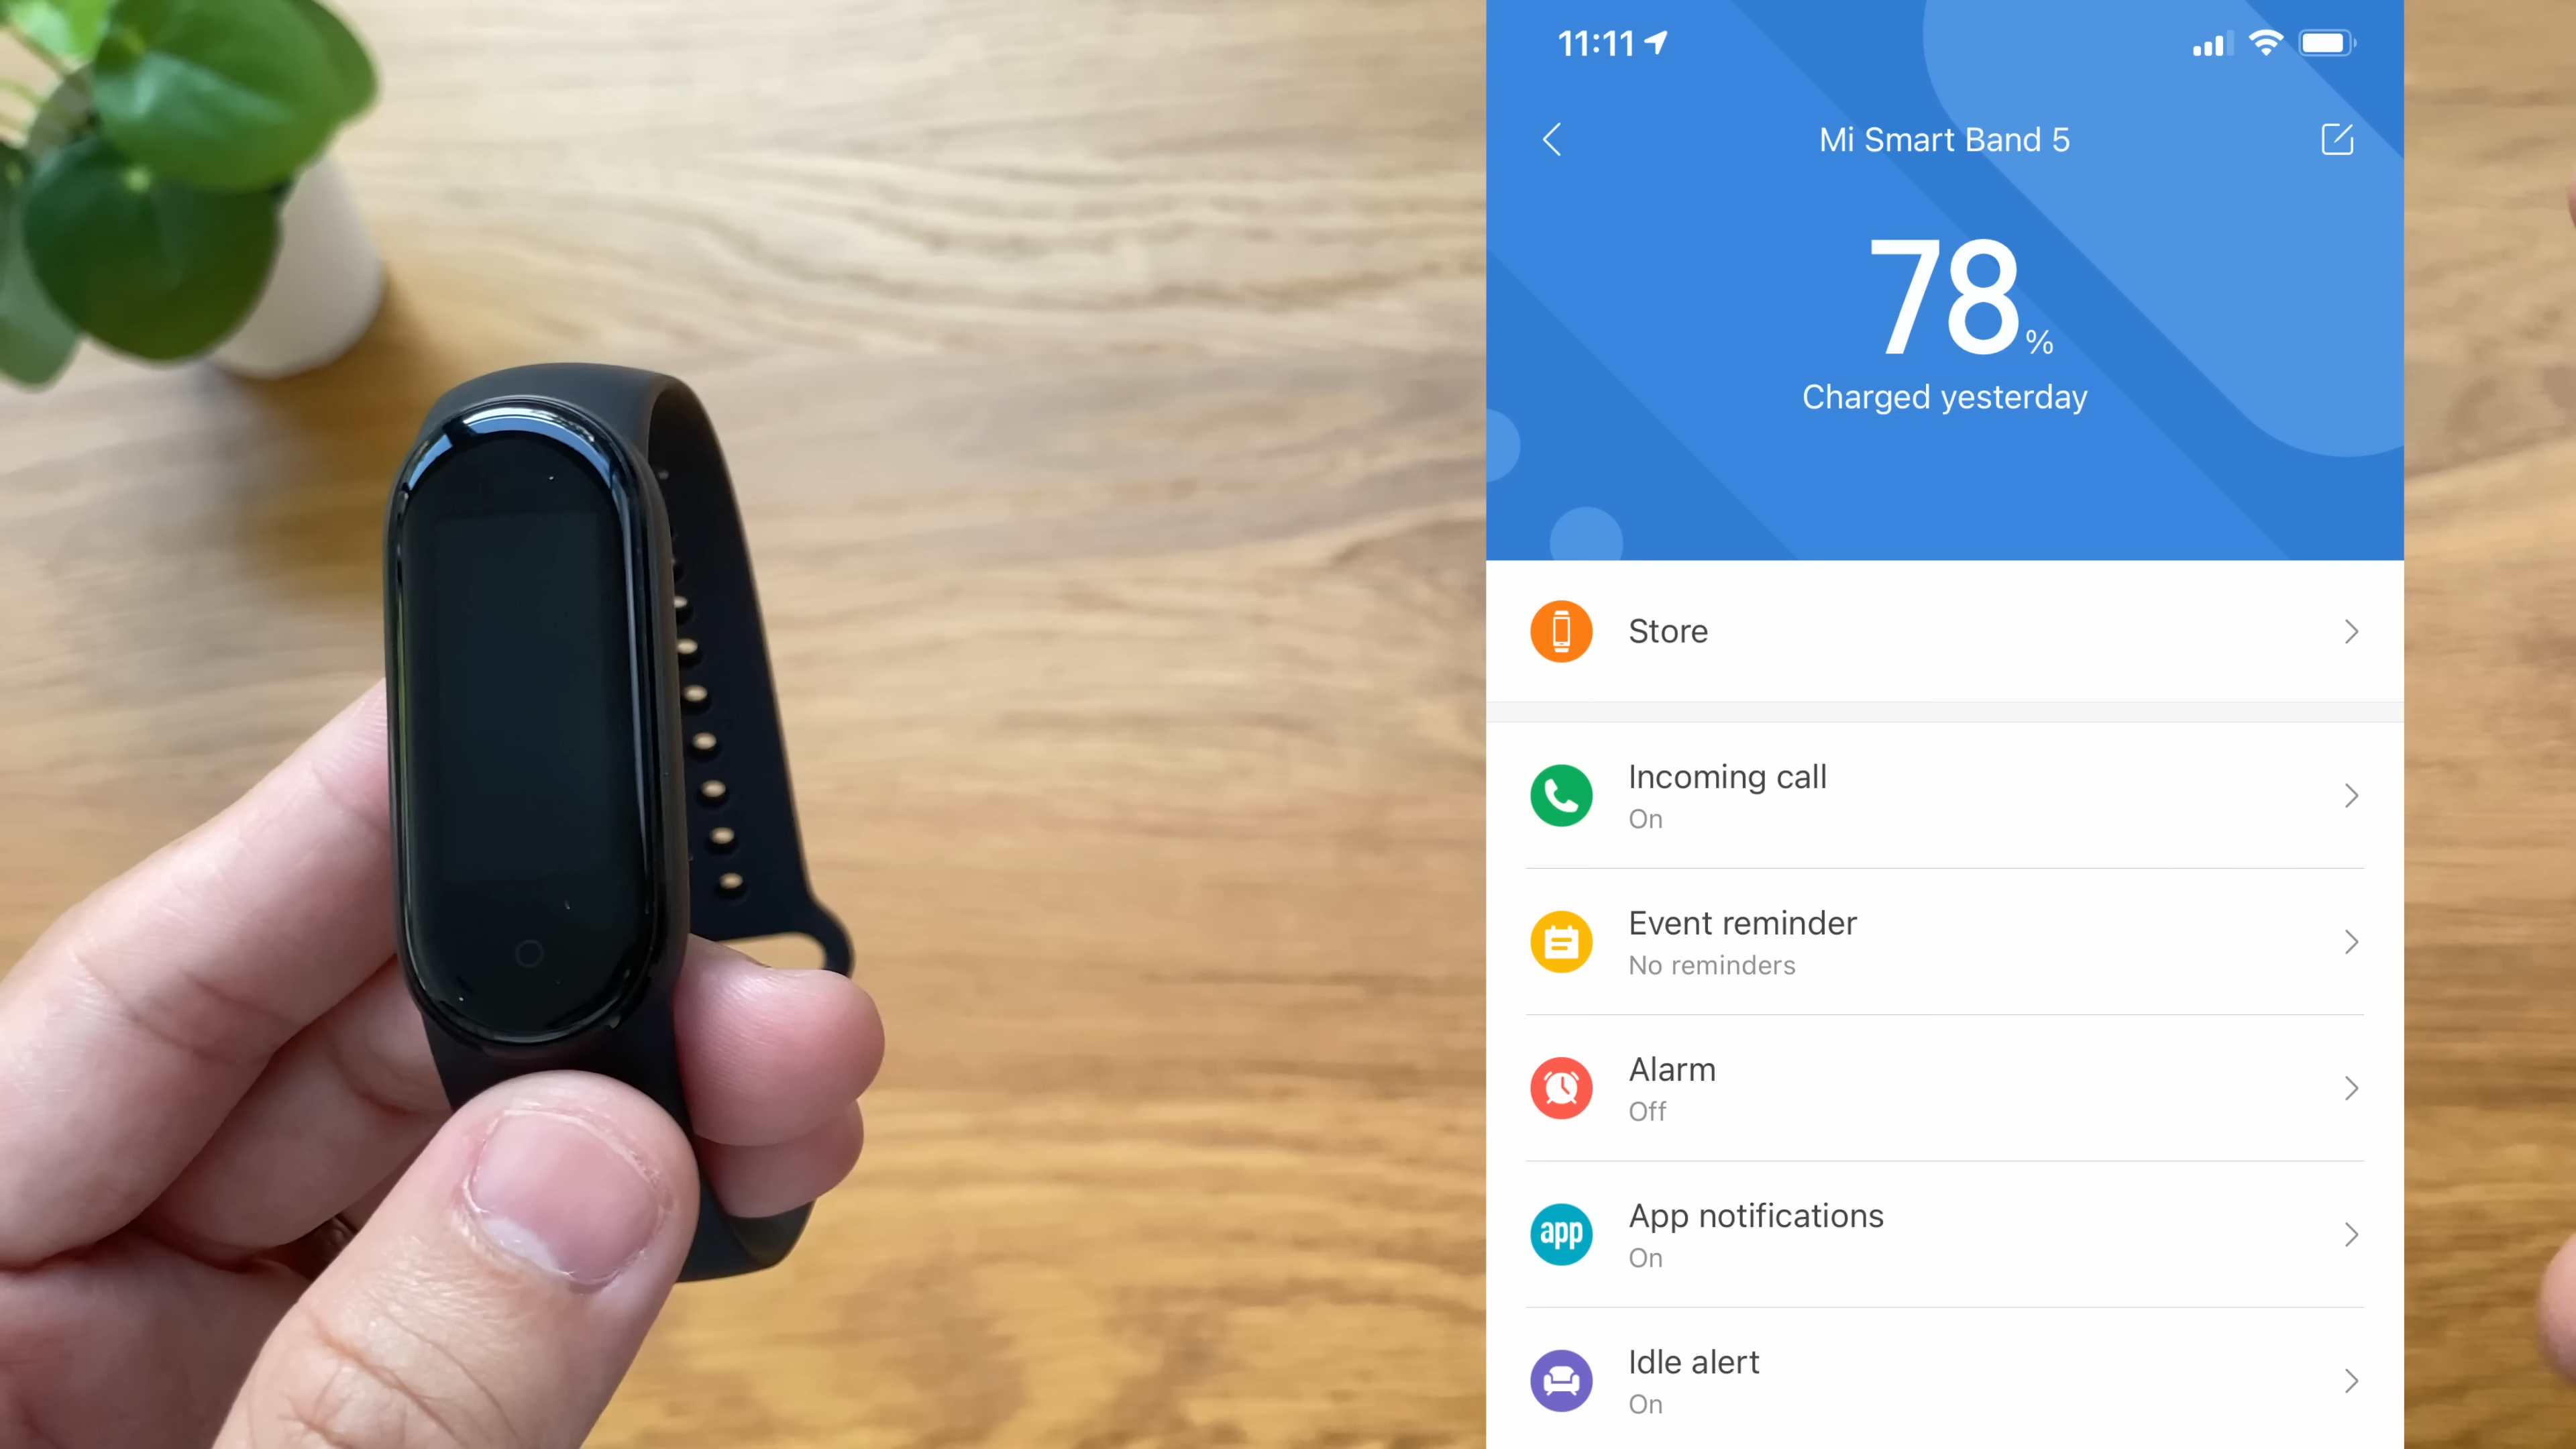 11:11
Mi Smart Band 5
78%
Charged yesterday
Store
Incoming call
On
Event reminder
No reminders
Alarm
Off
app
App notifications
On
Idle alert
On